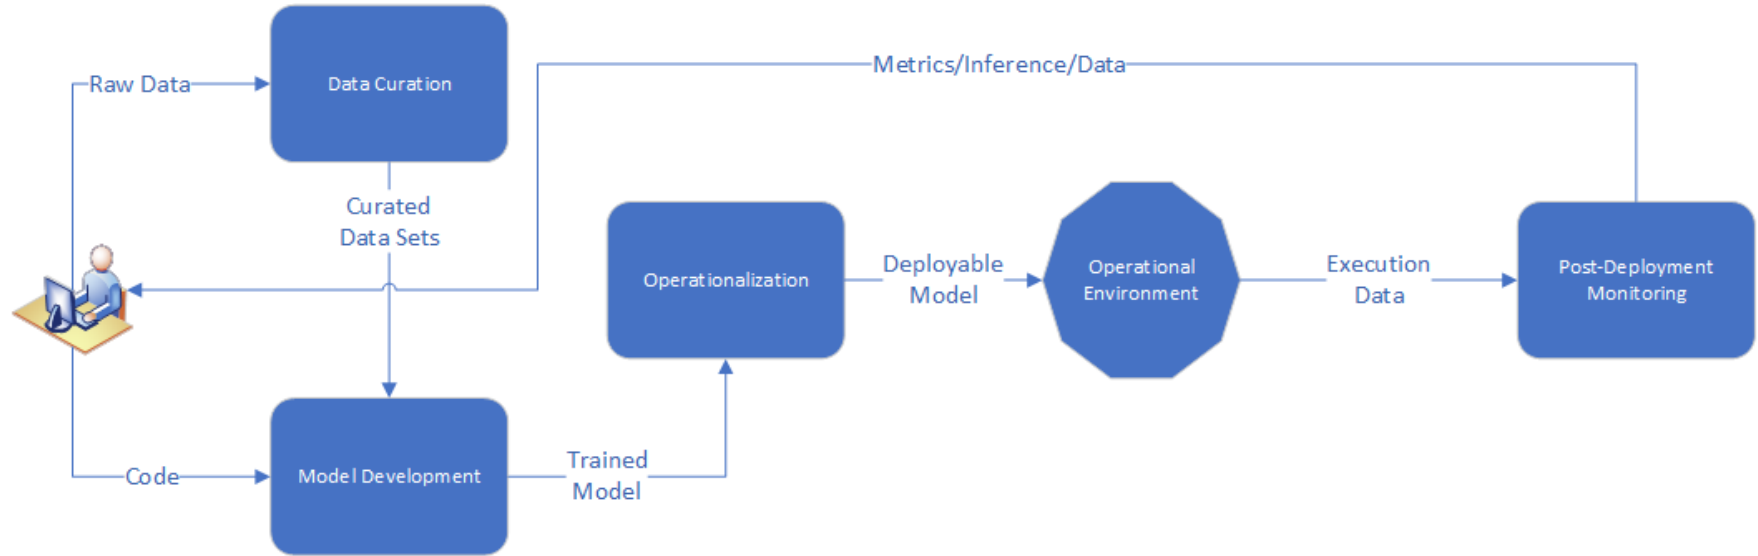 Data Curation
Metrics/Inference/Data
Raw Data
Curated
Data Sets
Operationalization
Deployable
Model
Operational
Environment
Execution
Data
Post-Deployment
Monitoring
Code
Model Development
Trained
Model